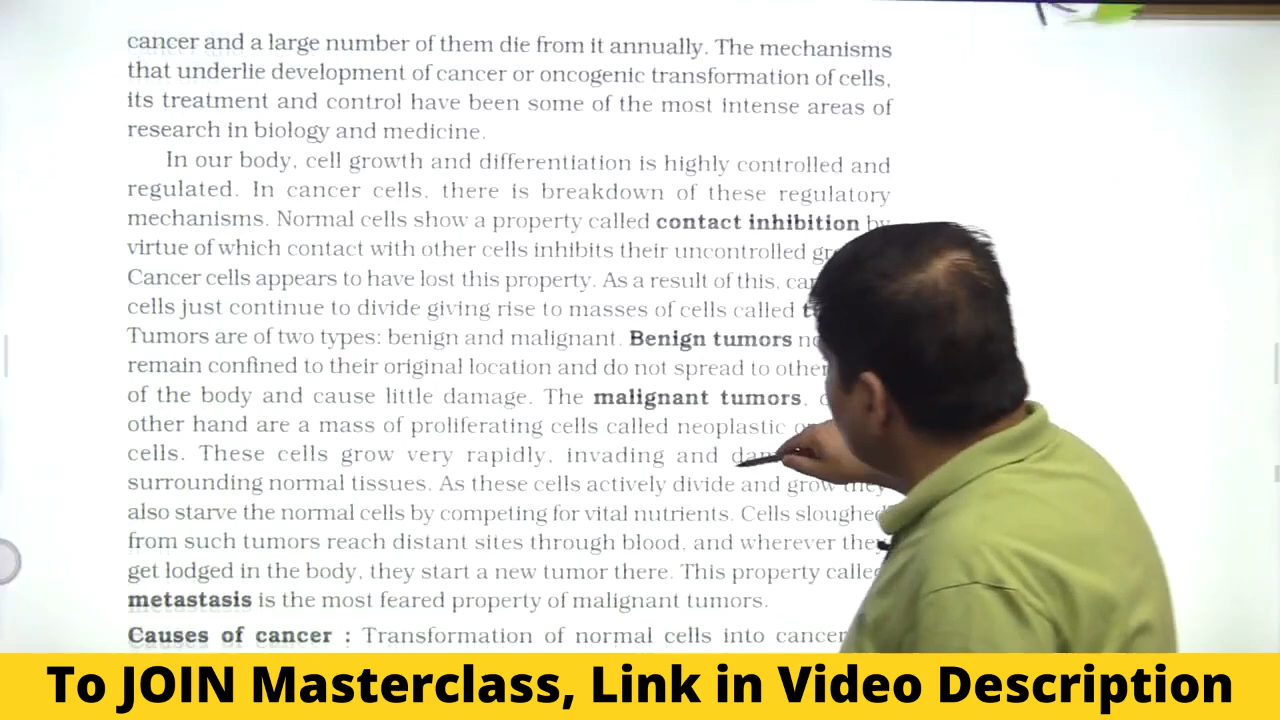 cancer and a large number of them die from it annually. The mechanisms
that underlie development of cancer or oncogenic transformation of cells,
its treatment and control have been some of the most intense areas of
research in biology and medicine.
In our body, cell growth and differentiation is highly controlled and
regulated. In cancer cells, there is breakdown of these regulatory
mechanisms. Normal cells show a property called contact inhibition by
virtue of which contact with other cells inhibits their uncontrolled
Cancer cells appears to have lost this property. As a result of this,
cells just continue to divide giving rise to masses of cells called
Tumors are of two types: benign and malignant. Benign tumors
remain confined to their original location and do not spread to other
of the body and cause little damage. The malignant tumors,
other hand are a mass of proliferating cells called neoplastic
cells. These cells grow very rapidly, invading and
surrounding normal tissues. As these cells actively divide and grow they
also starve the normal cells by competing for vital nutrients. Cells sloughed
from such tumors reach distant sites through blood, and wherever they
get lodged in the body, they start a new tumor there. This property called
metastasis is the most feared property of malignant tumors.
Causes of cancer : Transformation of normal cells into
To JOIN Masterclass, Link in Video Description